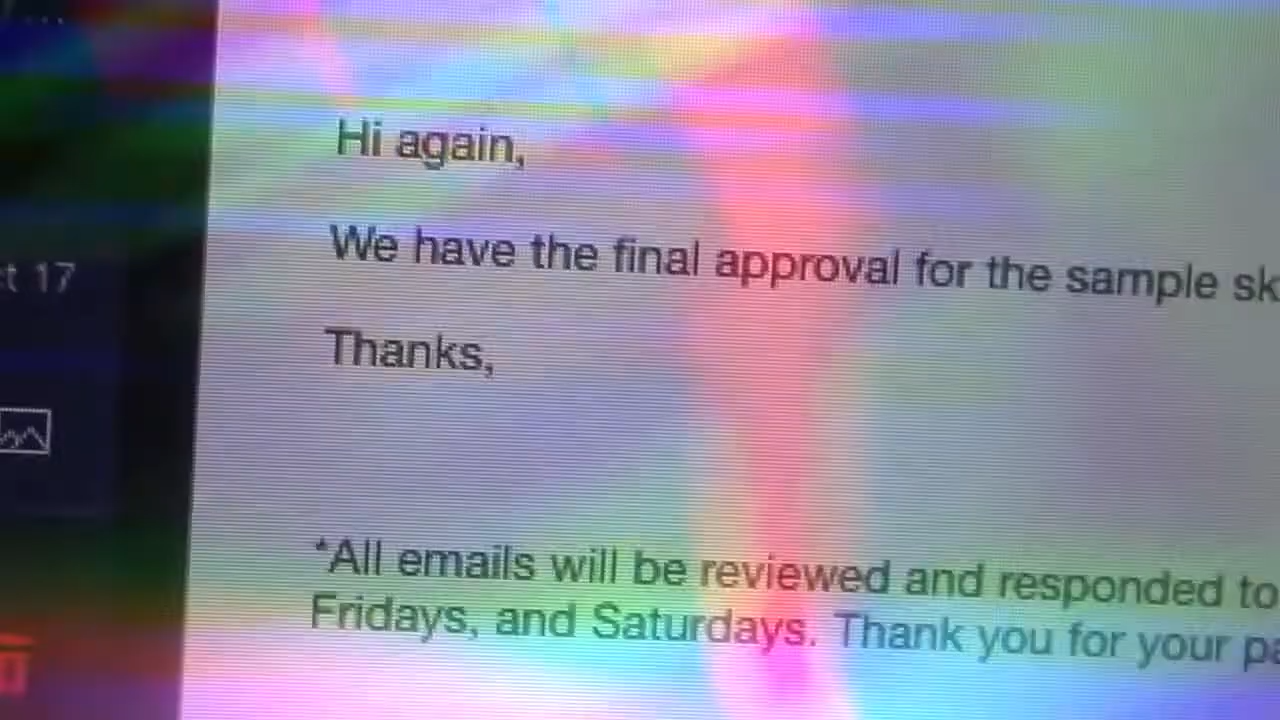 Hi again,
We have the final approval for the sample
t 17
Thanks,
*All emails will be reviewed and responded to
Fridays, and Saturdays. Thank you for your